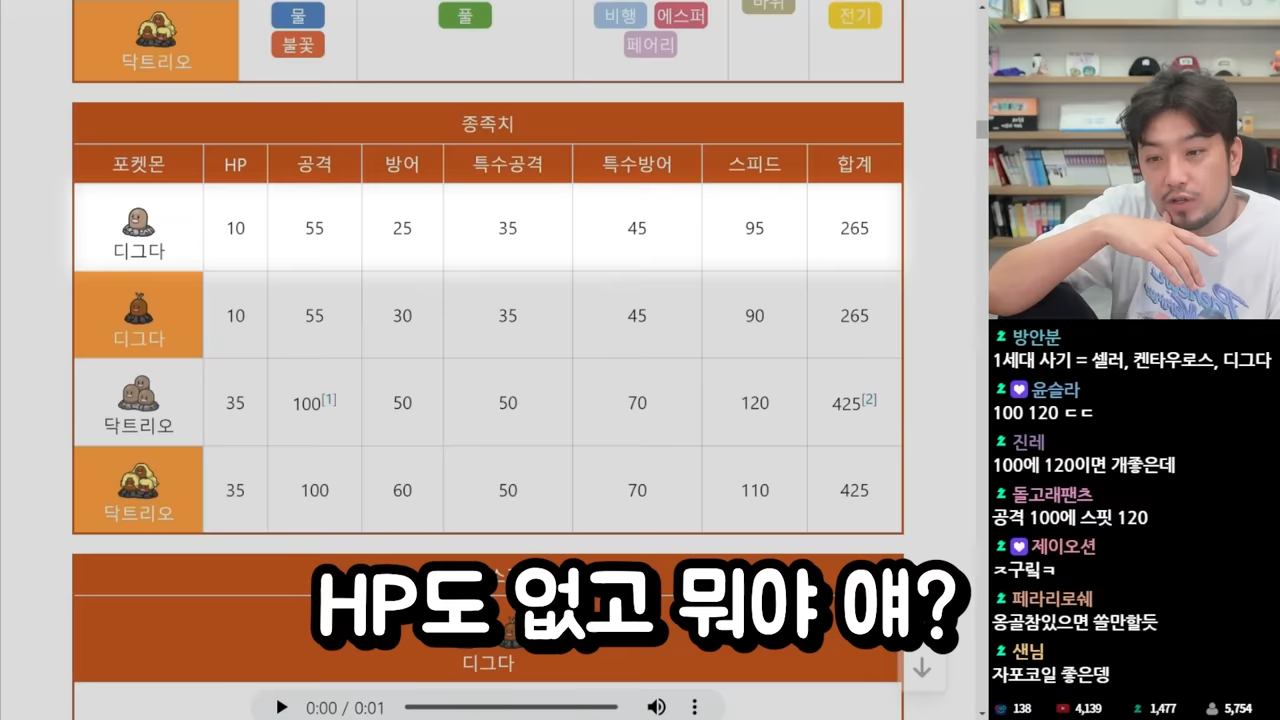 물 풀 비행 에스퍼 바위 전기
닥트리오 불꽃 페어리
종족치
포켓몬 HP 공격 방어 특수공격 특수방어 스피드 합계
디그다 10 55 25 35 45 95 265
디그다 10 55 30 35 45 90 265
닥트리오 35 100[1] 50 50 70 120 425[2]
닥트리오 35 100 60 50 70 110 425
HP도 없고 뭐야 얘?
디그다
0:00 / 0:01
방안분
1세대 사기 = 셀러, 켄타우로스, 디그다
윤슬라
100 120 ㄷㄷ
진레
100에 120이면 개좋은데
돌고래팬츠
공격 100에 스핏 120
제이오션
ㅈ구맄ㅋ
페라리로쉐
옹골참있으면 쓸만할듯
샌님
자포코일 좋은뎅
138 4,139 1,477 5,754